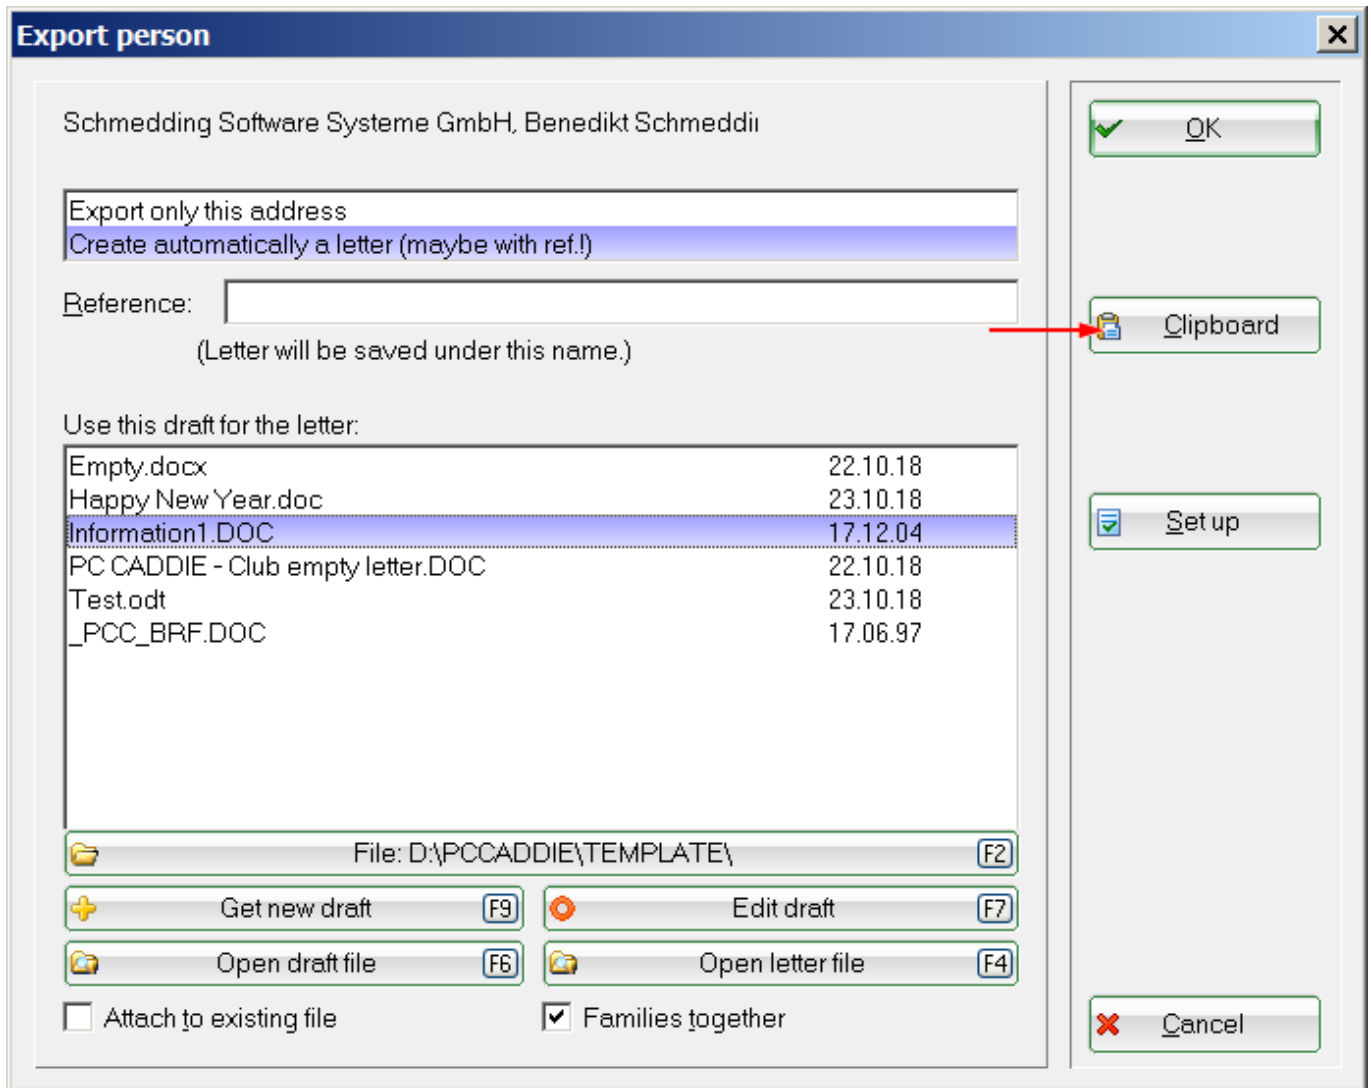 Export person
Schmedding Software Systeme GmbH, Benedikt Schmeddii
OK
Export only this address
Create automatically a letter (maybe with ref.!)
Reference:
Clipboard
(Letter will be saved under this name.)
Use this draft for the letter:
Empty.docx 22.10.18
Happy New Year.doc 23.10.18
Information1.DOC 17.12.04
Set up
PC CADDIE - Club empty letter.DOC 22.10.18
Test.odt 23.10.18
_PCC_BRF.DOC 17.06.97
File: D:\PCCADDIE\TEMPLATE\ F2
Get new draft F9 Edit draft F7
Open draft file F6 Open letter file F4
Attach to existing file Families together
Cancel